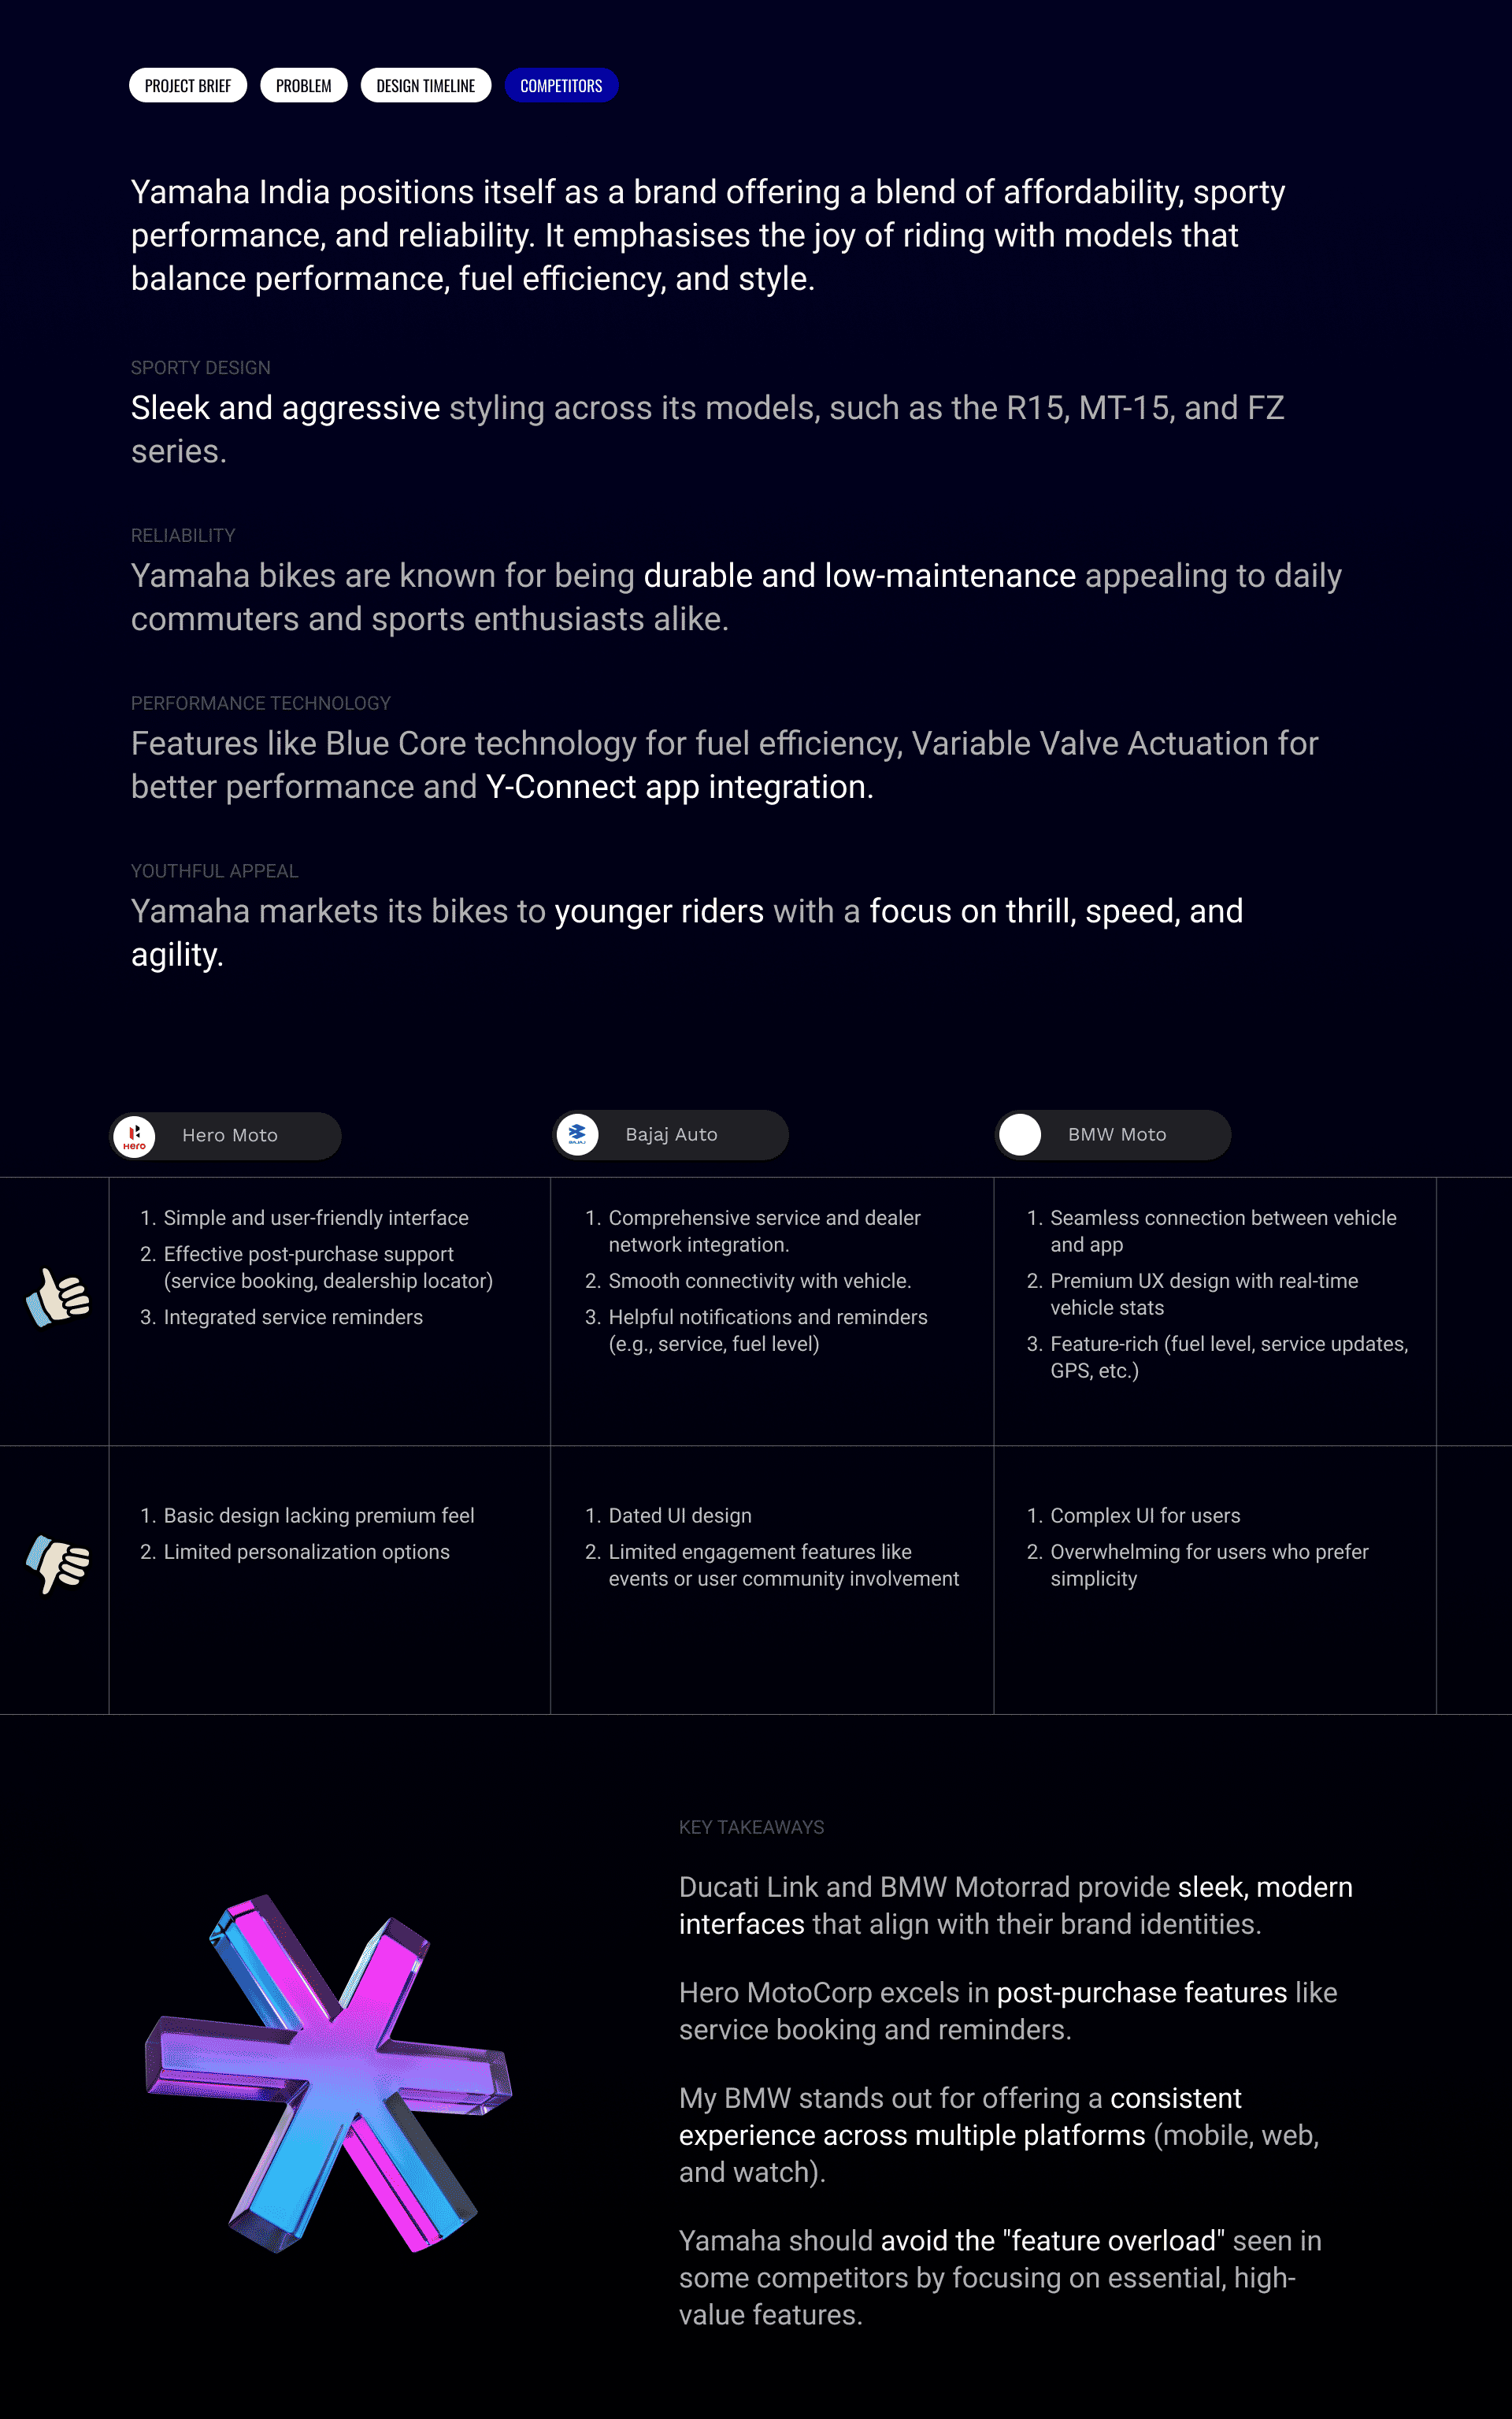 PROJECT BRIEF PROBLEM DESIGN TIMELINE COMPETITORS
Yamaha India positions itself as a brand offering a blend of affordability, sporty
performance, and reliability. It emphasises the joy of riding with models that
balance performance, fuel efficiency, and style.
SPORTY DESIGN
Sleek and aggressive styling across its models, such as the R15, MT-15, and FZ
series.
RELIABILITY
Yamaha bikes are known for being durable and low-maintenance appealing to daily
commuters and sports enthusiasts alike.
PERFORMANCE TECHNOLOGY
Features like Blue Core technology for fuel efficiency, Variable Valve Actuation for
better performance and Y-Connect app integration.
YOUTHFUL APPEAL
Yamaha markets its bikes to younger riders with a focus on thrill, speed, and
agility.
Hero
Hero Moto
BAJAJ
Bajaj Auto
BMW Moto
1. Simple and user-friendly interface
2. Effective post-purchase support
(service booking, dealership locator)
3. Integrated service reminders
1. Comprehensive service and dealer
network integration.
2. Smooth connectivity with vehicle.
3. Helpful notifications and reminders
(e.g., service, fuel level)
1. Seamless connection between vehicle
and app
2. Premium UX design with real-time
vehicle stats
3. Feature-rich (fuel level, service updates,
GPS, etc.)
1. Basic design lacking premium feel
2. Limited personalization options
1. Dated UI design
2. Limited engagement features like
events or user community involvement
1. Complex UI for users
2. Overwhelming for users who prefer
simplicity
KEY TAKEAWAYS
Ducati Link and BMW Motorrad provide sleek, modern
interfaces that align with their brand identities.
Hero MotoCorp excels in post-purchase features like
service booking and reminders.
My BMW stands out for offering a consistent
experience across multiple platforms (mobile, web,
and watch).
Yamaha should avoid the "feature overload" seen in
some competitors by focusing on essential, high-
value features.